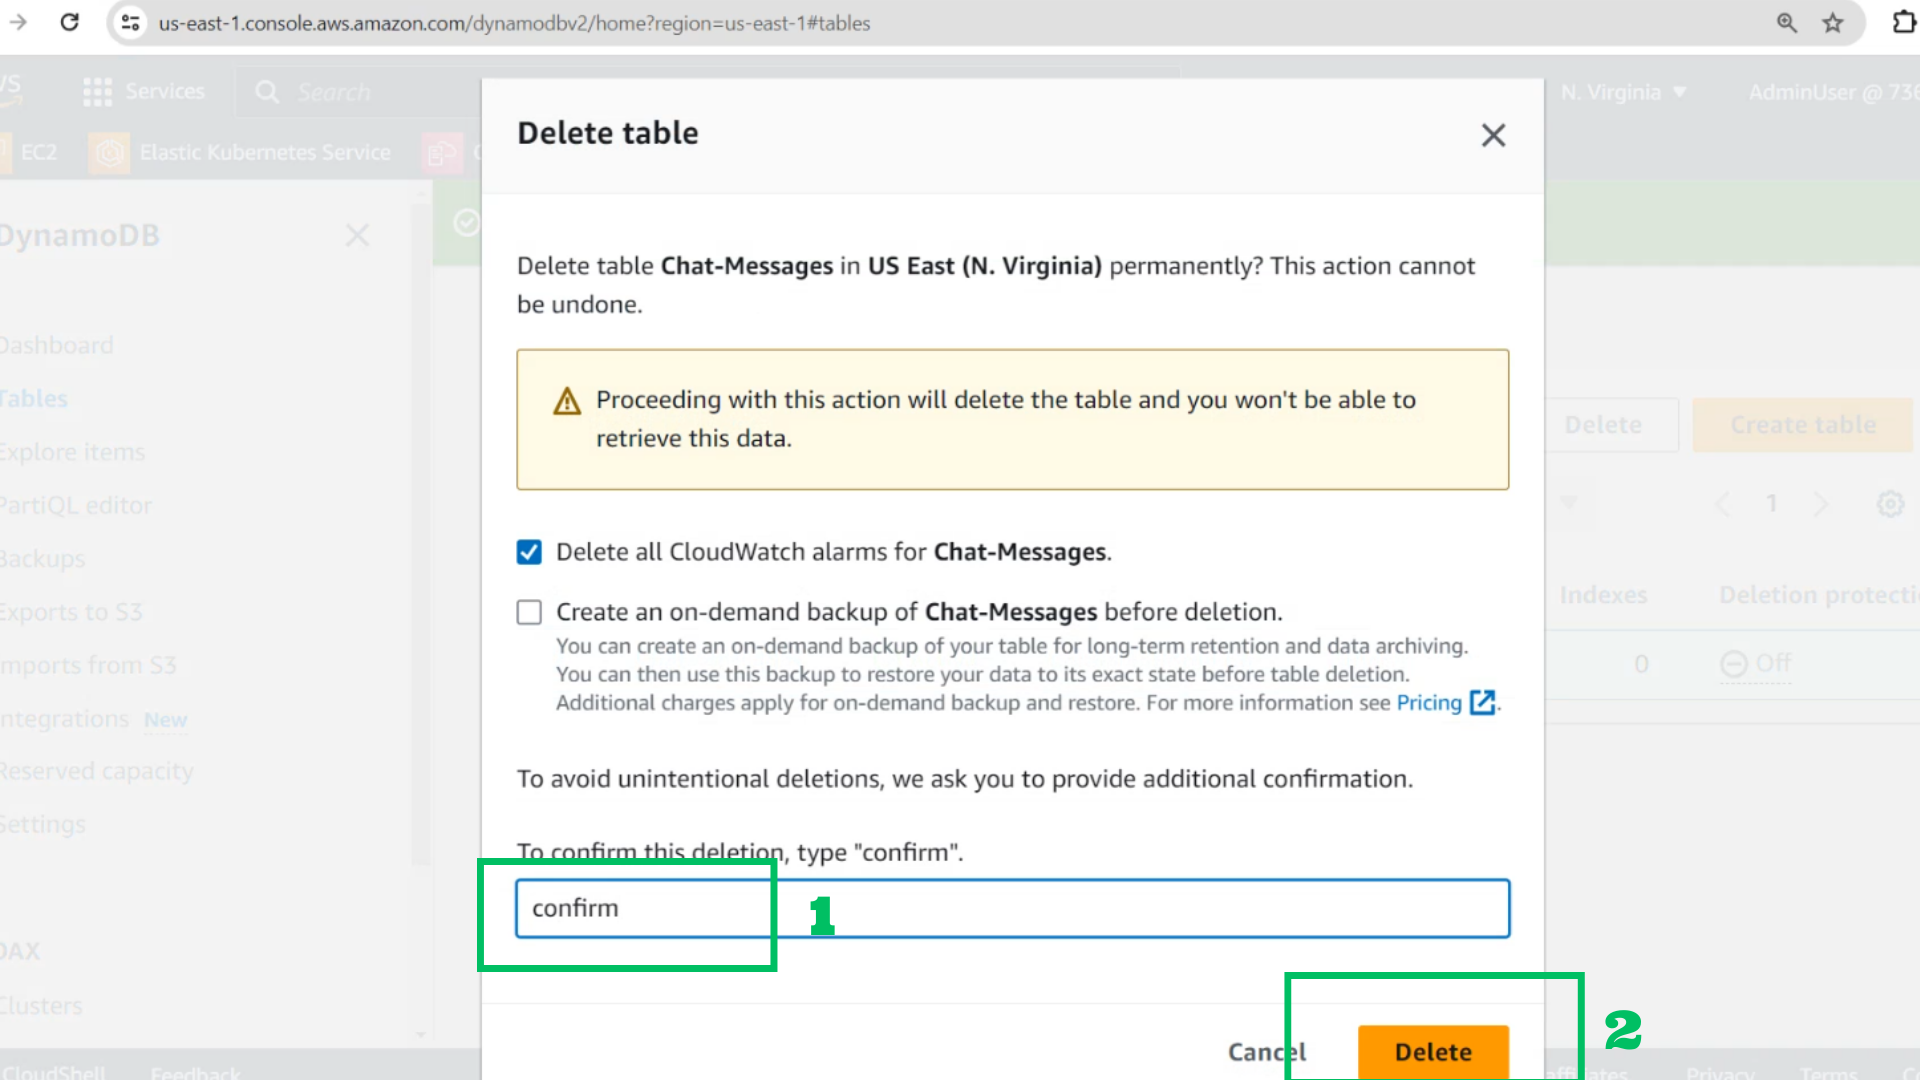 us-east-1.console.aws.amazon.com/dynamodbv2/home?region=us-east-1#tables
Services
Search
N. Virginia
AdminUser @ 736
EC2
Elastic Kubernetes Service
Delete table
DynamoDB
Delete table Chat-Messages in US East (N. Virginia) permanently? This action cannot
be undone.
Dashboard
Tables
Explore items
PartiQL editor
Backups
Exports to S3
Imports from S3
Integrations New
Reserved capacity
Settings
DAX
Clusters
Proceeding with this action will delete the table and you won't be able to
retrieve this data.
Delete
Create table
1
Delete all CloudWatch alarms for Chat-Messages.
Create an on-demand backup of Chat-Messages before deletion.
You can create an on-demand backup of your table for long-term retention and data archiving.
You can then use this backup to restore your data to its exact state before table deletion.
Additional charges apply for on-demand backup and restore. For more information see Pricing.
Indexes
Deletion protecti
0
Off
To avoid unintentional deletions, we ask you to provide additional confirmation.
To confirm this deletion, type "confirm".
confirm
1
Cancel
Delete
2
CloudShell
Feedback
Privacy
Terms